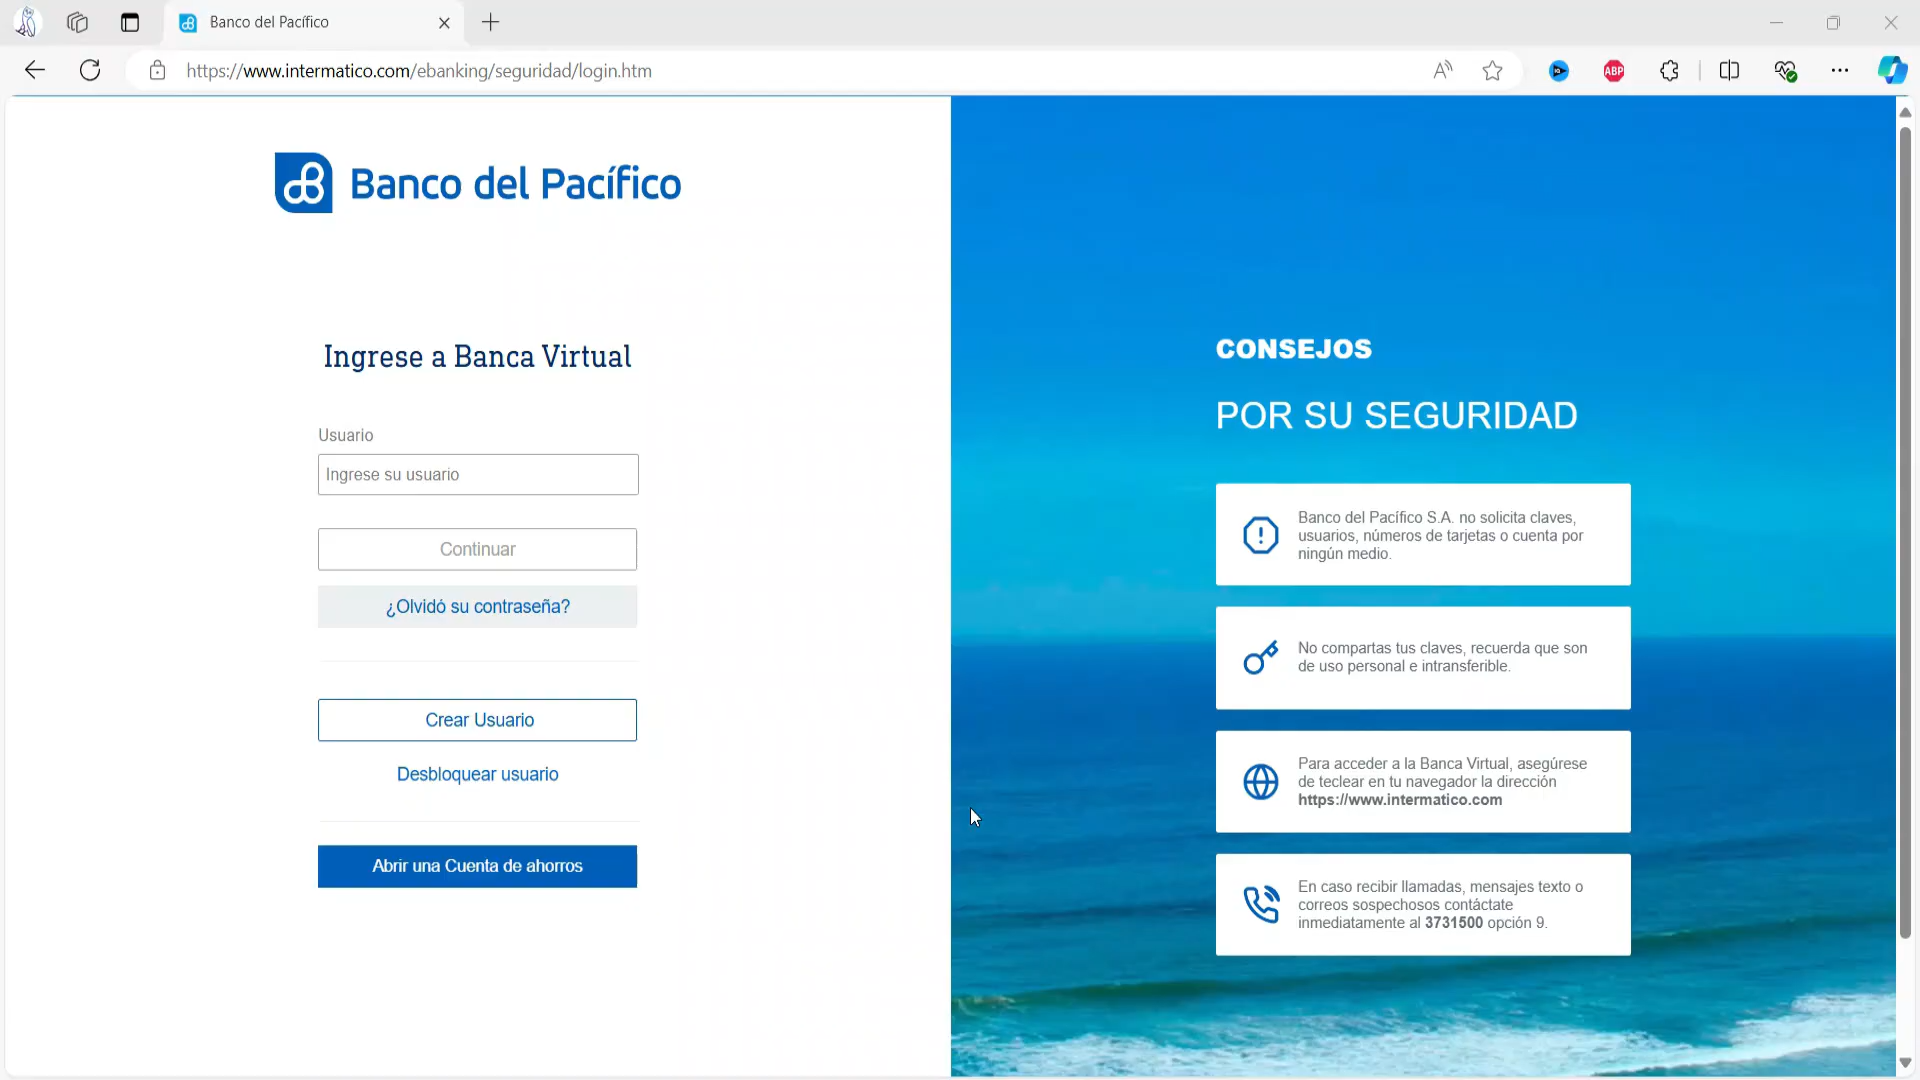 Banco del Pacífico
https://www.intermatico.com/ebanking/seguridad/login.htm
ABP
Banco del Pacífico
Ingrese a Banca Virtual
Usuario
Ingrese su usuario
Continuar
¿Olvidó su contraseña?
Crear Usuario
Desbloquear usuario
Abrir una Cuenta de ahorros
CONSEJOS
POR SU SEGURIDAD
Banco del Pacífico S.A. no solicita claves,
usuarios, números de tarjetas o cuenta por
ningún medio.
No compartas tus claves, recuerda que son
de uso personal e intransferible.
Para acceder a la Banca Virtual, asegúrese
de teclear en tu navegador la dirección
https://www.intermatico.com
En caso recibir llamadas, mensajes texto o
correos sospechosos contáctate
inmediatamente al 3731500 opción 9.